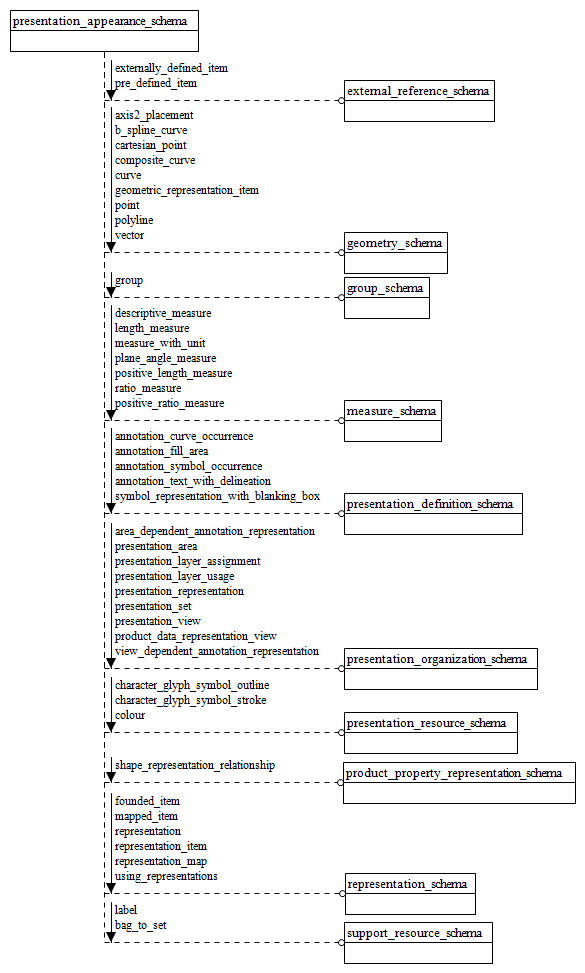 presentation_appearance_schema
externally_defined_item
pre_defined_item
external_reference_schema
axis2_placement
b_spline_curve
cartesian_point
composite_curve
curve
geometric_representation_item
point
polyline
vector
geometry_schema
group
group_schema
descriptive_measure
length_measure
measure_with_unit
plane_angle_measure
positive_length_measure
ratio_measure
positive_ratio_measure
measure_schema
annotation_curve_occurrence
annotation_fill_area
annotation_symbol_occurrence
annotation_text_with_delineation
symbol_representation_with_blanking_box
presentation_definition_schema
area_dependent_annotation_representation
presentation_area
presentation_layer_assignment
presentation_layer_usage
presentation_representation
presentation_set
presentation_view
product_data_representation_view
view_dependent_annotation_representation
presentation_organization_schema
character_glyph_symbol_outline
character_glyph_symbol_stroke
colour
presentation_resource_schema
shape_representation_relationship
product_property_representation_schema
founded_item
mapped_item
representation
representation_item
representation_map
using_representations
representation_schema
label
bag_to_set
support_resource_schema